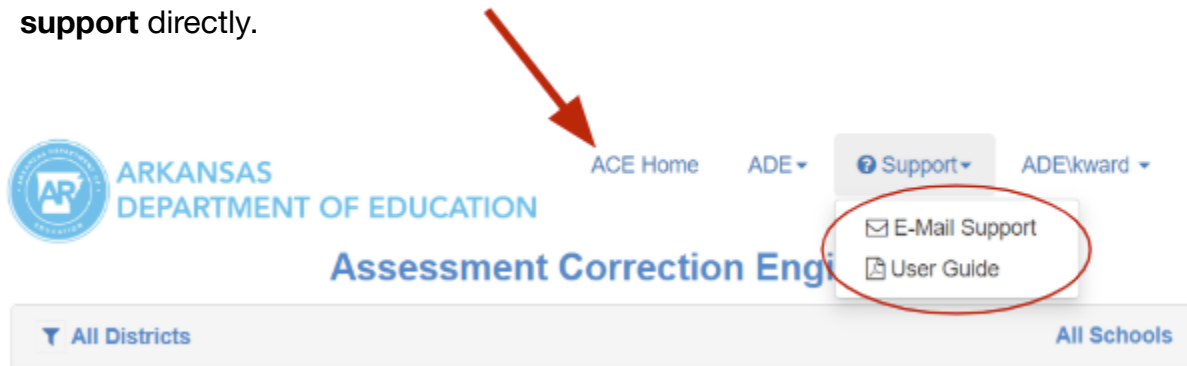 support directly.
ARKANSAS
DEPARTMENT OF EDUCATION
AR
ACE Home ADE Support ADE\kward
E-Mail Support
User Guide
Assessment Correction Engi
All Districts All Schools